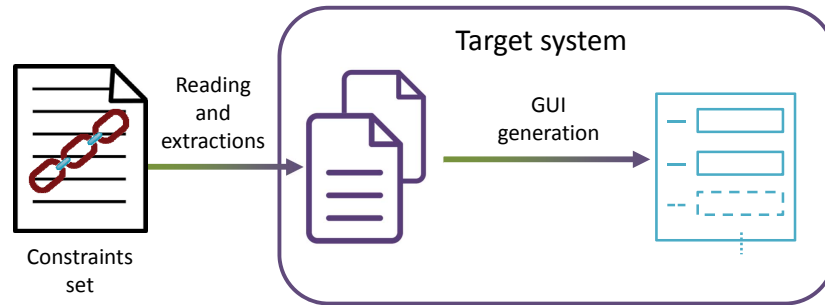 Target system
Reading
and
extractions
GUI
generation
Constraints
set